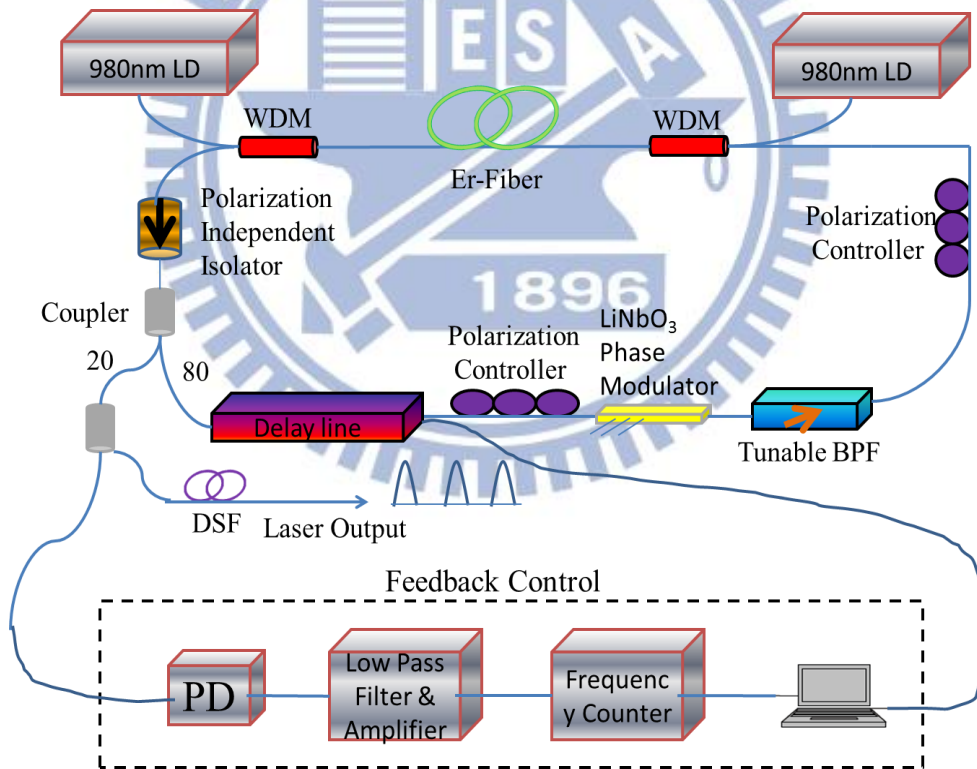 980nm LD
980nm LD
E S A
WDM
WDM
Er-Fiber
Polarization
Independent
Isolator
Polarization
Controller
1896
Coupler
LiNbO3
Phase
Modulator
Polarization
Controller
20
80
Delay line
Tunable BPF
DSF
Laser Output
Feedback Control
PD
Low Pass
Filter &
Amplifier
Frequenc
y Counter